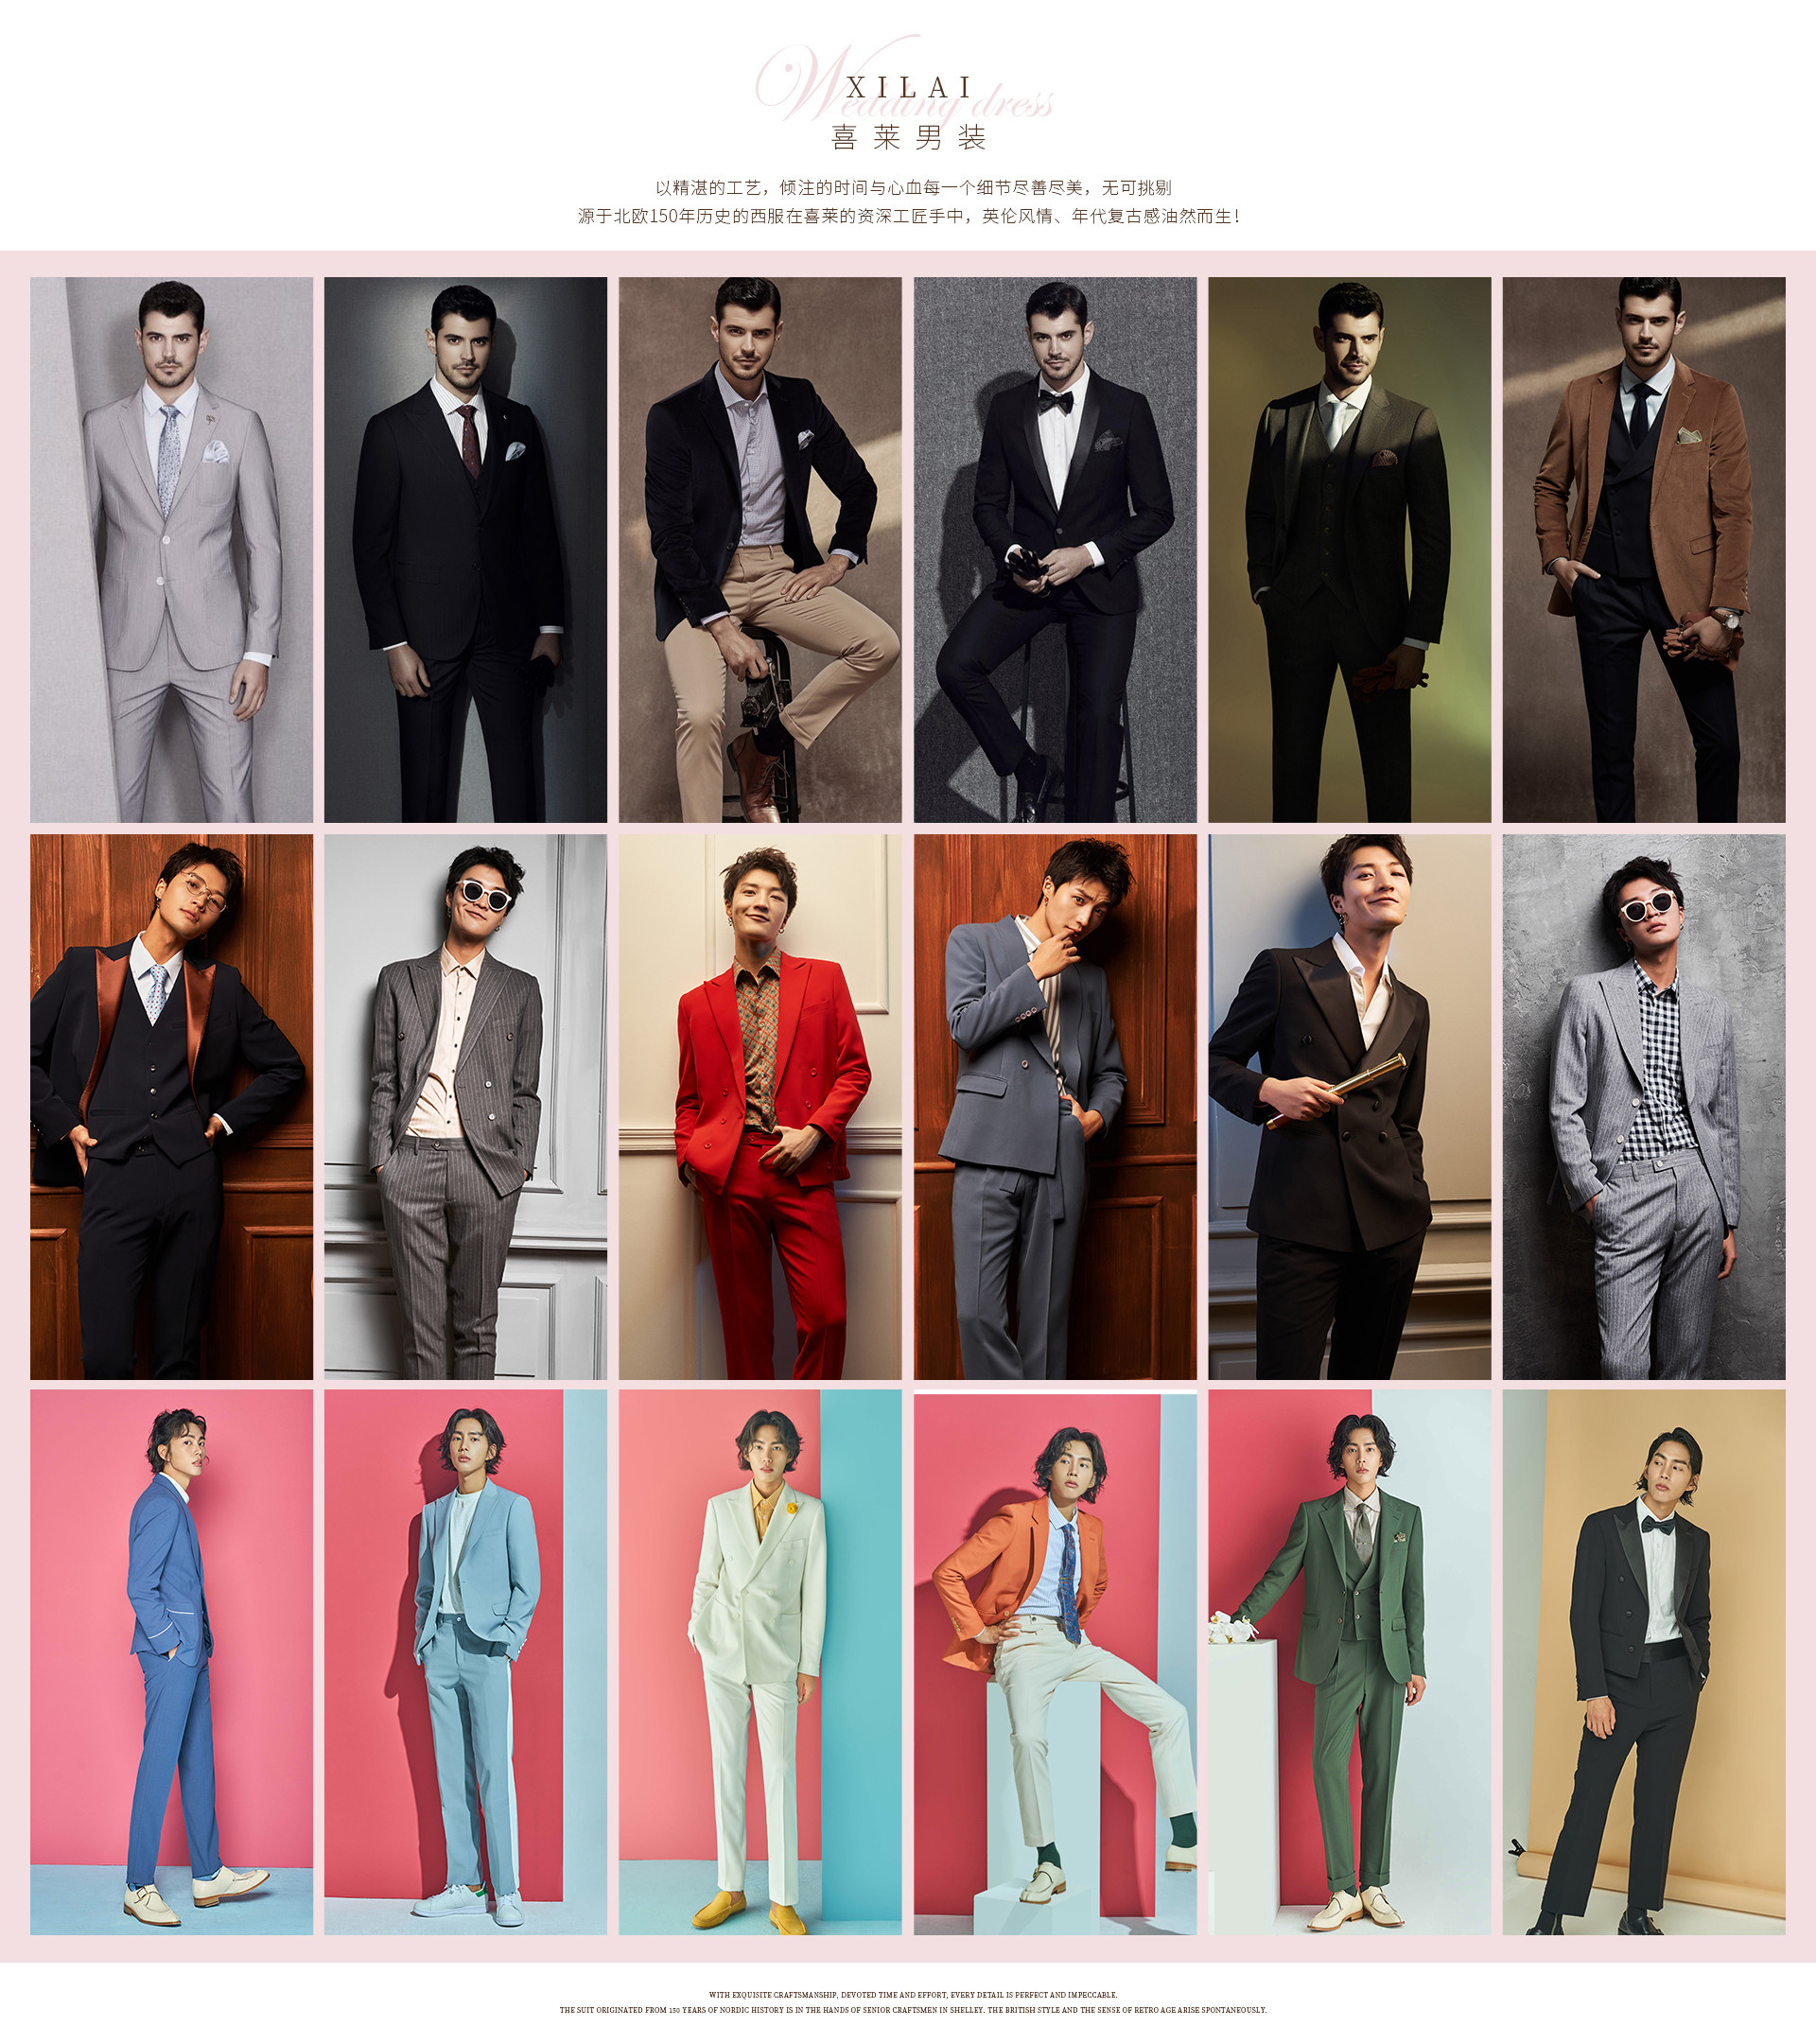 XILAI
Wedding dress
喜莱男装
以精湛的工艺，倾注的时间与心血每一个细节尽善尽美，无可挑剔
源于北欧150年历史的西服在喜莱的资深工匠手中，英伦风情、年代复古感油然而生！
WITH EXQUISITE CRAFTSMANSHIP, DEVOTED TIME AND EFFORT, EVERY DETAIL IS PERFECT AND IMPECCABLE.
THE SUIT ORIGINATED FROM 150 YEARS OF NORDIC HISTORY IS IN THE HANDS OF SENIOR CRAFTSMEN IN SHELLEY. THE BRITISH STYLE AND THE SENSE OF RETRO AGE ARISE SPONTANEOUSLY.